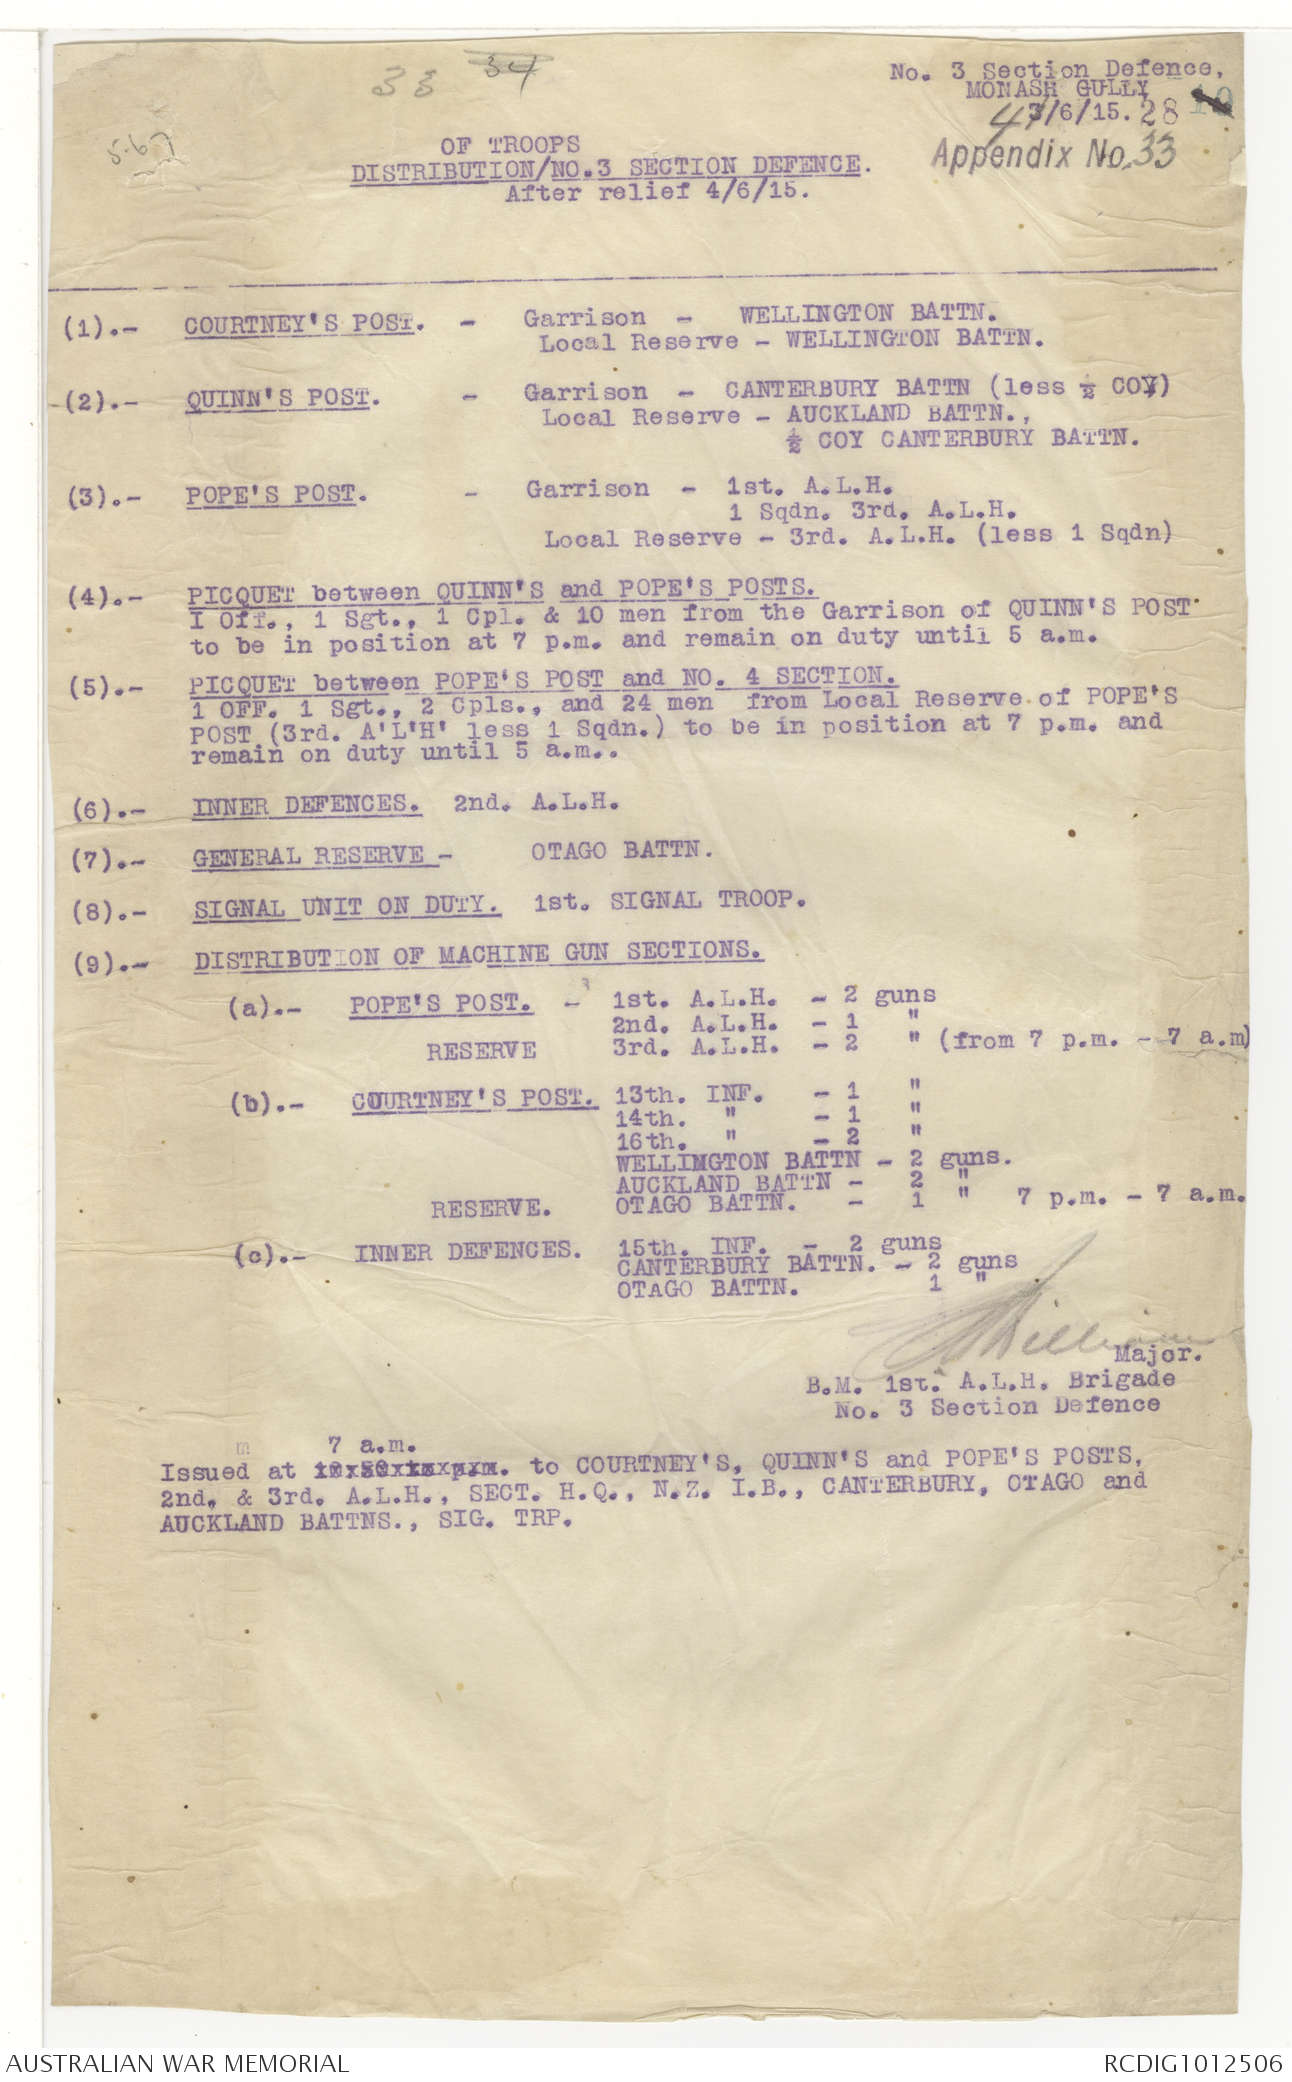 33 34
No. 3 Section Defence,
MONASH GULLY
4/6/15. 28 10
5.67
Appendix No. 33
OF TROOPS
DISTRIBUTION/NO.3 SECTION DEFENCE.
After relief 4/6/15.
(1).- COURTNEY'S POST. - Garrison - WELLINGTON BATTN.
Local Reserve - WELLINGTON BATTN.
(2).- QUINN'S POST. - Garrison - CANTERBURY BATTN (less ½ COY)
Local Reserve - AUCKLAND BATTN.,
½ COY CANTERBURY BATTN.
(3).- POPE'S POST. - Garrison - 1st. A.L.H.
1 Sqdn. 3rd. A.L.H.
Local Reserve - 3rd. A.L.H. (less 1 Sqdn)
(4).- PICQUET between QUINN'S and POPE'S POSTS.
I Off., 1 Sgt., 1 Cpl. & 10 men from the Garrison of QUINN'S POST
to be in position at 7 p.m. and remain on duty until 5 a.m.
(5).- PICQUET between POPE'S POST and NO. 4 SECTION.
1 OFF. 1 Sgt., 2 Cpls., and 24 men from Local Reserve of POPE'S
POST (3rd. A'L'H' less 1 Sqdn.) to be in position at 7 p.m. and
remain on duty until 5 a.m..
(6).- INNER DEFENCES. 2nd. A.L.H.
(7).- GENERAL RESERVE - OTAGO BATTN.
(8).- SIGNAL UNIT ON DUTY. 1st. SIGNAL TROOP.
(9).- DISTRIBUTION OF MACHINE GUN SECTIONS.
(a).- POPE'S POST. - 1st. A.L.H. - 2 guns
2nd. A.L.H. - 1 "
RESERVE 3rd. A.L.H. - 2 " (from 7 p.m. - 7 a.m)
(b).- COURTNEY'S POST. 13th. INF. - 1 "
14th. " - 1 "
16th. " - 2 "
WELLINGTON BATTN - 2 guns.
AUCKLAND BATTN - 2 "
RESERVE. OTAGO BATTN. - 1 " 7 p.m. - 7 a.m.
(c).- INNER DEFENCES. 15th. INF. - 2 guns
CANTERBURY BATTN. - 2 guns
OTAGO BATTN. 1 "
Major.
B.M. 1st. A.L.H. Brigade
No. 3 Section Defence
7 a.m.
Issued at to COURTNEY'S, QUINN'S and POPE'S POSTS,
2nd. & 3rd. A.L.H., SECT. H.Q., N.Z. I.B., CANTERBURY, OTAGO and
AUCKLAND BATTNS., SIG. TRP.
AUSTRALIAN WAR MEMORIAL RCDIG1012506